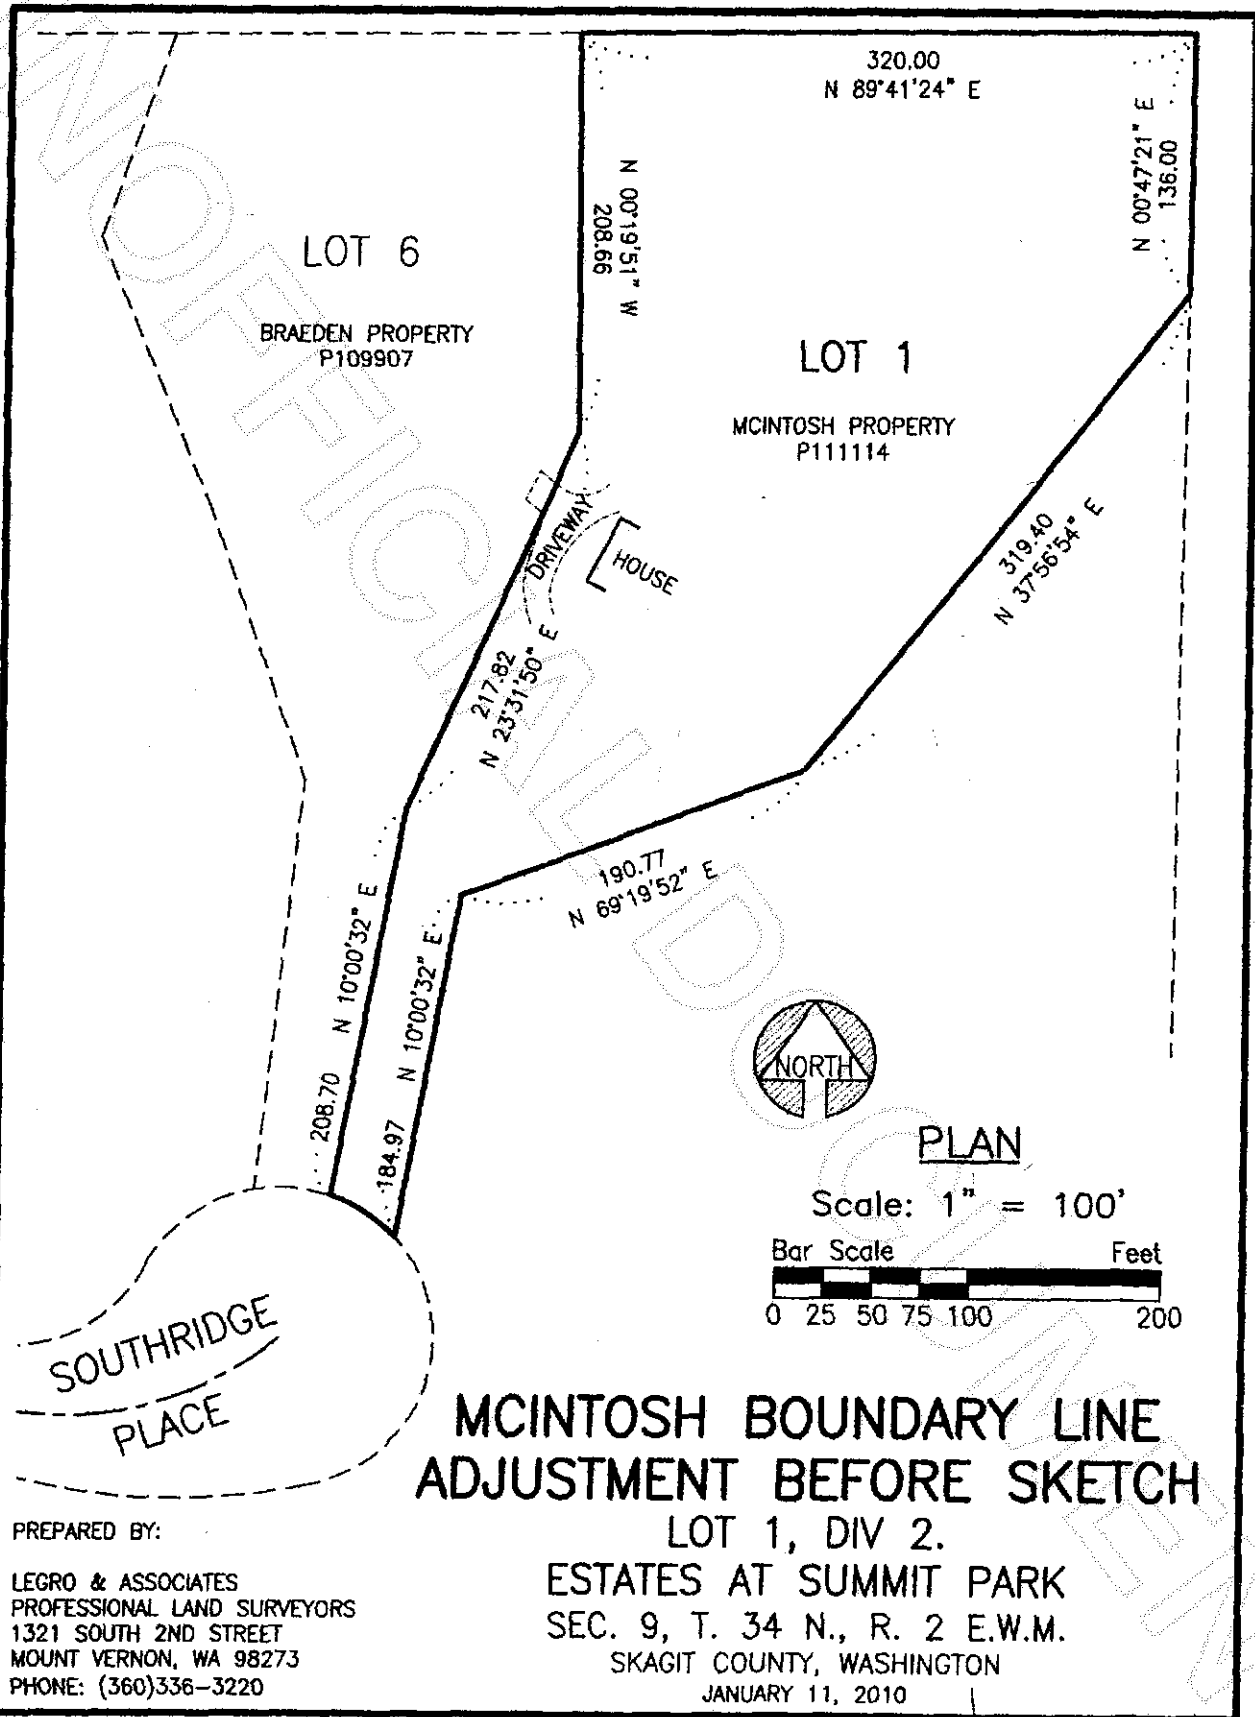 320.00
N 89°41'24" E
N 00°47'21" E
136.00
N 00°19'51" W
208.66
LOT 6
BRAEDEN PROPERTY
P109907
LOT 1
MCINTOSH PROPERTY
P111114
DRIVEWAY
HOUSE
319.40
N 37°56'54" E
217.82
N 23°31'50" E
190.77
N 69°19'52" E
208.70 N 10°00'32" E
184.97 N 10°00'32" E
NORTH
PLAN
Scale: 1" = 100'
Bar Scale Feet
0 25 50 75 100 200
SOUTHRIDGE
PLACE
MCINTOSH BOUNDARY LINE
ADJUSTMENT BEFORE SKETCH
LOT 1, DIV 2.
ESTATES AT SUMMIT PARK
SEC. 9, T. 34 N., R. 2 E.W.M.
SKAGIT COUNTY, WASHINGTON
JANUARY 11, 2010
PREPARED BY:
LEGRO & ASSOCIATES
PROFESSIONAL LAND SURVEYORS
1321 SOUTH 2ND STREET
MOUNT VERNON, WA 98273
PHONE: (360)336-3220
UNOFFICIAL DOCUMEN